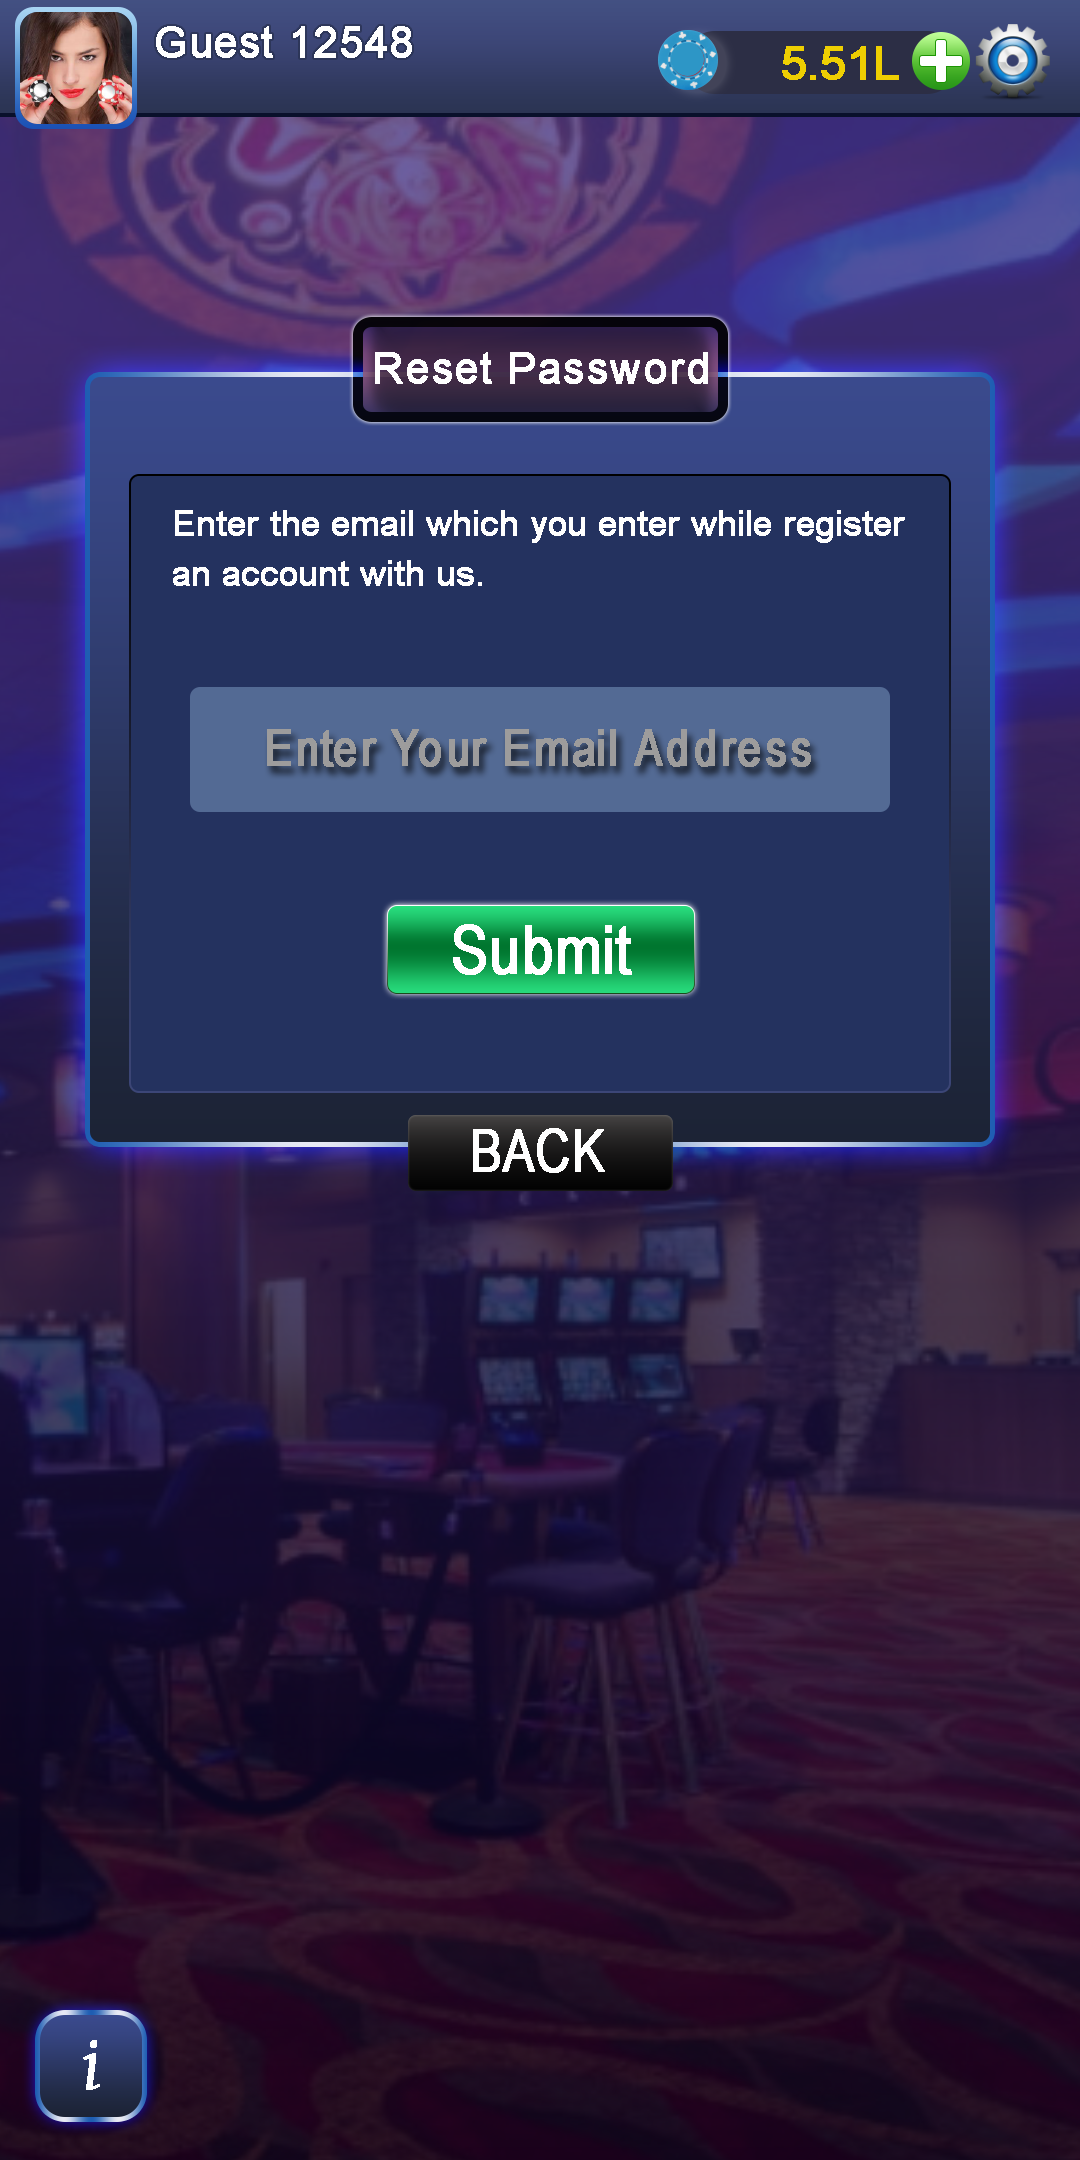 Guest 12548
5.51L
Reset Password
Enter the email which you enter while register
an account with us.
Enter Your Email Address
Submit
BACK
i